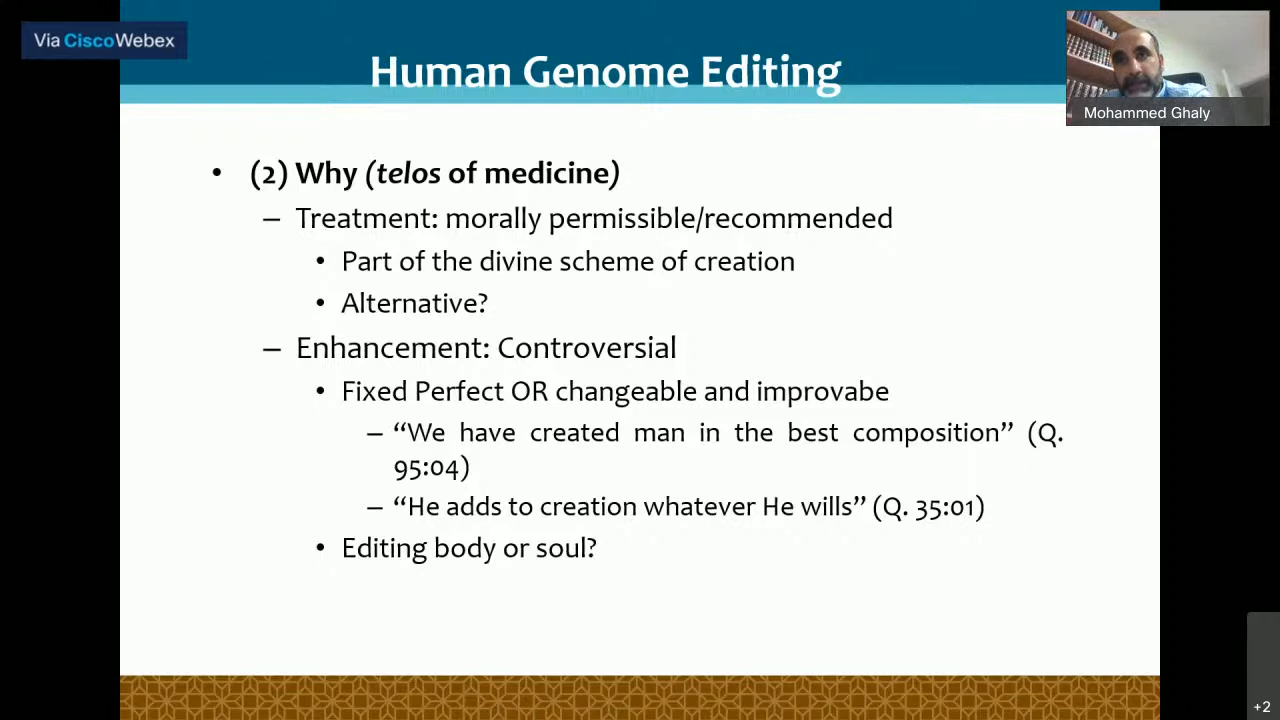 Via CiscoWebex
Human Genome Editing
Mohammed Ghaly
• (2) Why (telos of medicine)
– Treatment: morally permissible/recommended
• Part of the divine scheme of creation
• Alternative?
– Enhancement: Controversial
• Fixed Perfect OR changeable and improvabe
– “We have created man in the best composition” (Q.
95:04)
– “He adds to creation whatever He wills” (Q. 35:01)
• Editing body or soul?
+2